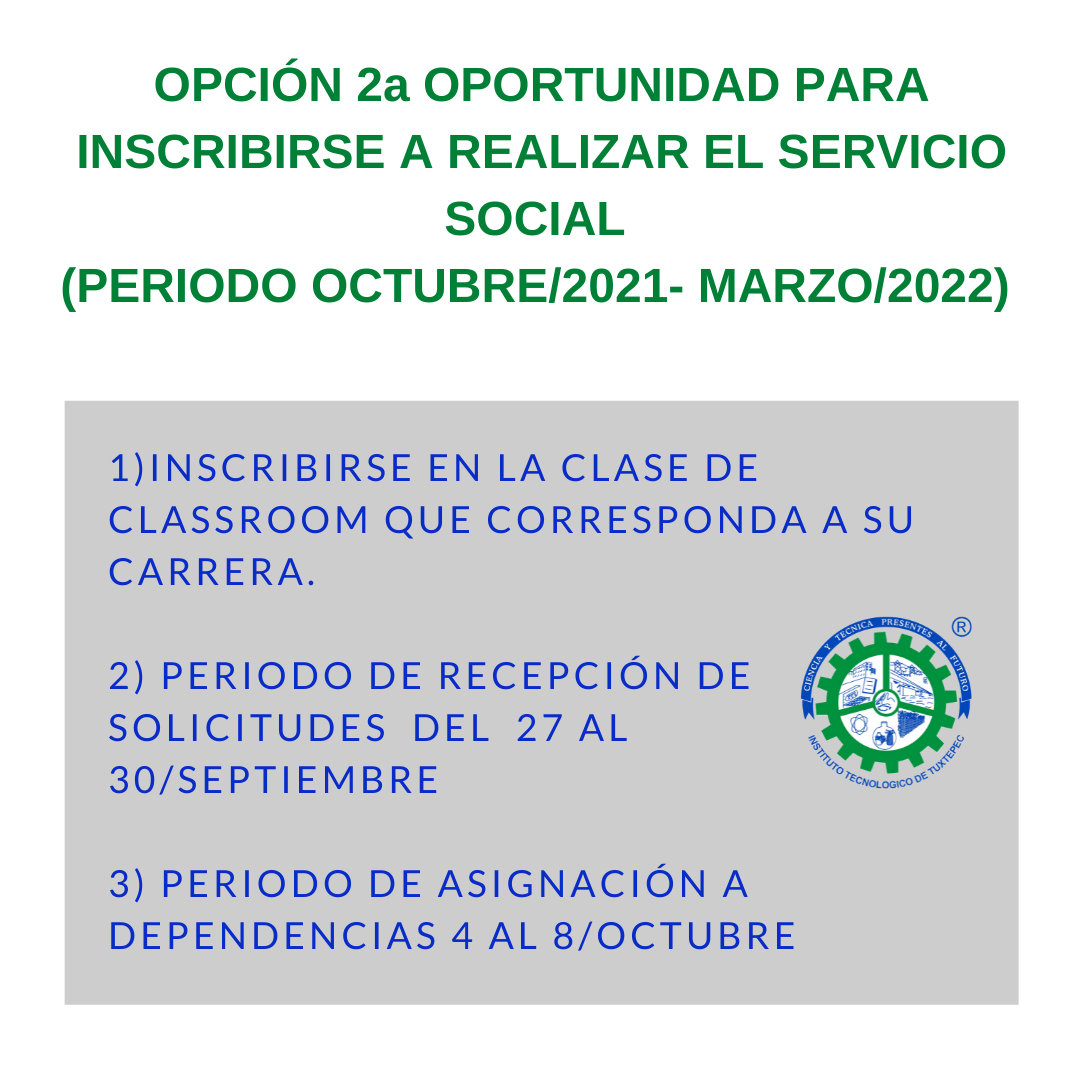 OPCIÓN 2a OPORTUNIDAD PARA
INSCRIBIRSE A REALIZAR EL SERVICIO
SOCIAL
(PERIODO OCTUBRE/2021- MARZO/2022)
1)INSCRIBIRSE EN LA CLASE DE
CLASSROOM QUE CORRESPONDA A SU
CARRERA.
2) PERIODO DE RECEPCIÓN DE
SOLICITUDES DEL 27 AL
30/SEPTIEMBRE
CIENCIA Y TECNICA PRESENTES AL FUTURO
®
INSTITUTO TECNOLOGICO DE TUXTEPEC
3) PERIODO DE ASIGNACIÓN A
DEPENDENCIAS 4 AL 8/OCTUBRE